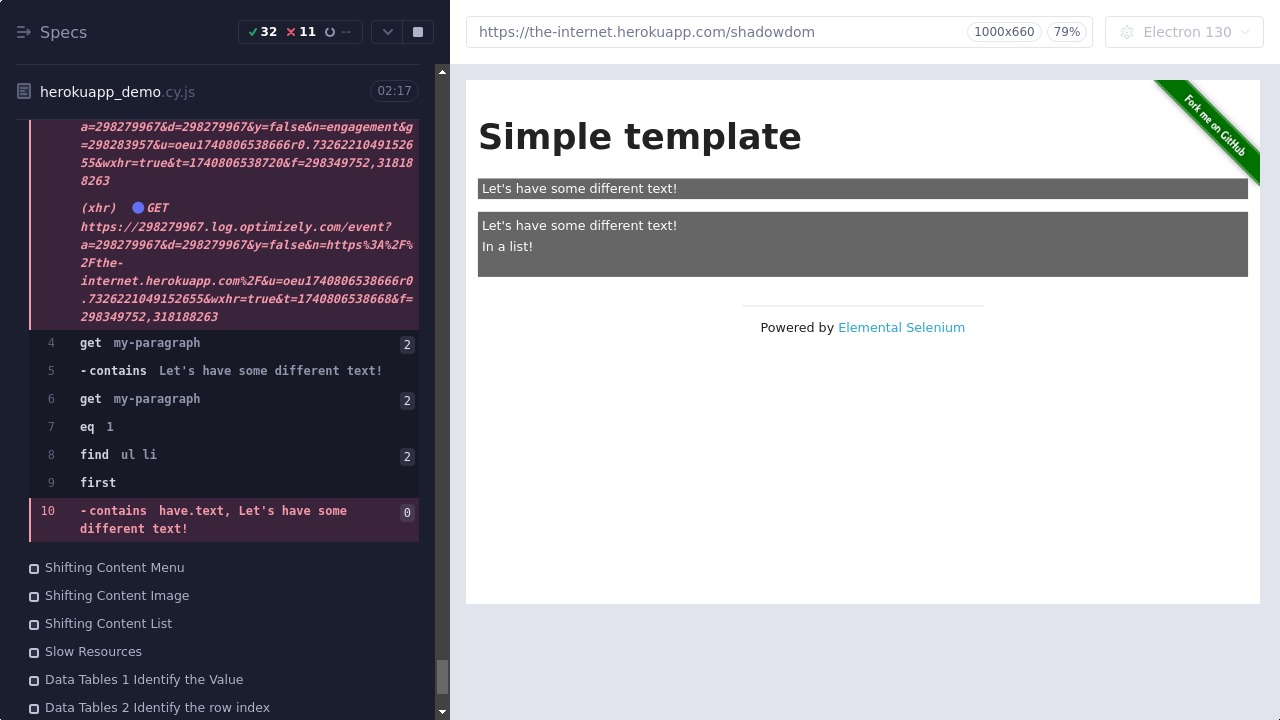 Specs
32 11 --
herokuapp_demo.cy.js 02:17
a=298279967&d=298279967&y=false&n=engagement&g
=298283957&u=oeu1740806538666r0.73262210491526
55&wxhr=true&t=1740806538720&f=298349752,31818
8263
(xhr) GET
https://298279967.log.optimizely.com/event?
a=298279967&d=298279967&y=false&n=https%3A%2F%
2Fthe-
internet.herokuapp.com%2F&u=oeu1740806538666r0
.7326221049152655&wxhr=true&t=1740806538668&f=
298349752,318188263
4 get my-paragraph 2
5 -contains Let's have some different text!
6 get my-paragraph 2
7 eq 1
8 find ul li 2
9 first
10 -contains have.text, Let's have some 0
different text!
Shifting Content Menu
Shifting Content Image
Shifting Content List
Slow Resources
Data Tables 1 Identify the Value
Data Tables 2 Identify the row index
https://the-internet.herokuapp.com/shadowdom 1000x660 79% Electron 130
Fork me on GitHub
Simple template
Let's have some different text!
Let's have some different text!
In a list!
Powered by Elemental Selenium